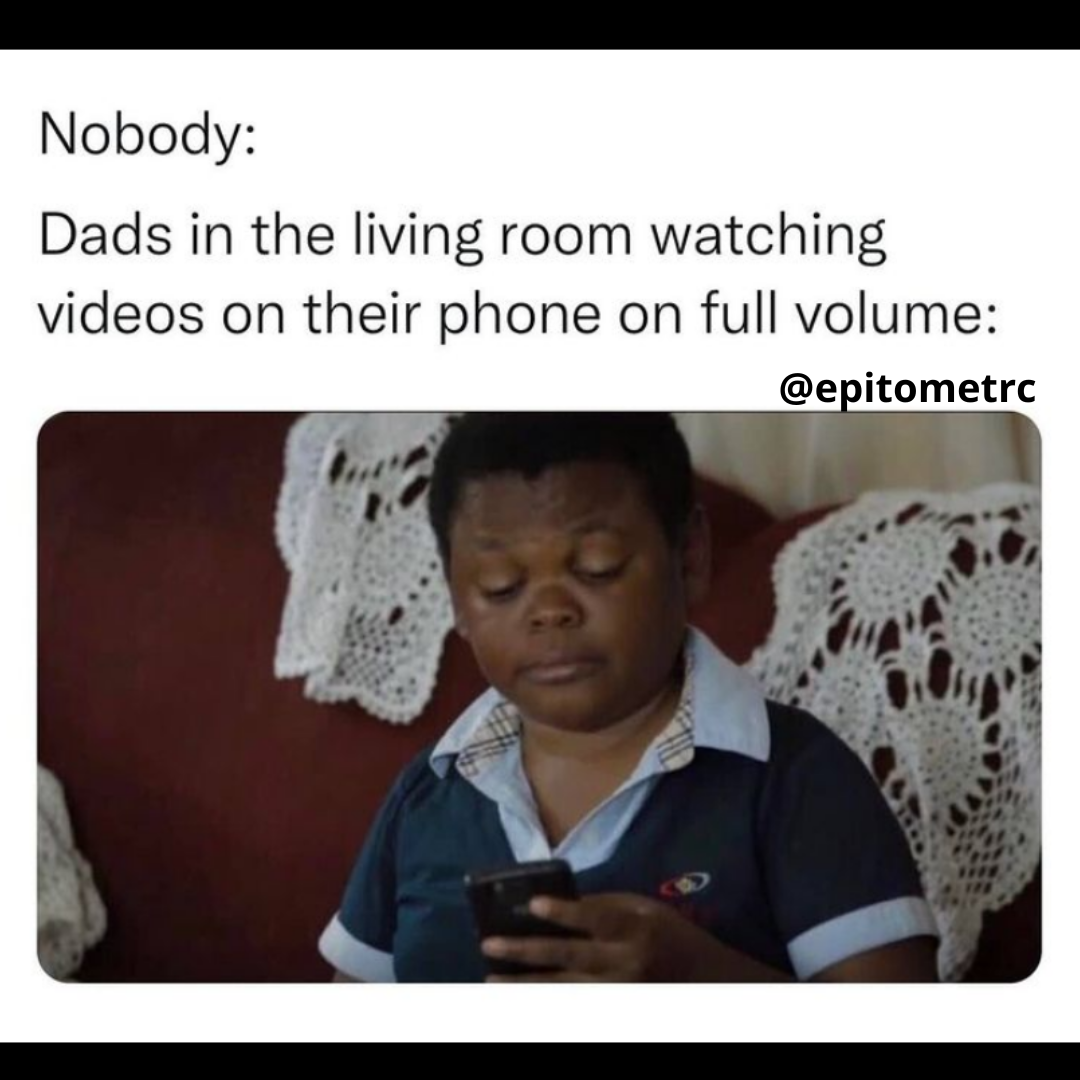 Nobody:
Dads in the living room watching
videos on their phone on full volume:
@epitometrc